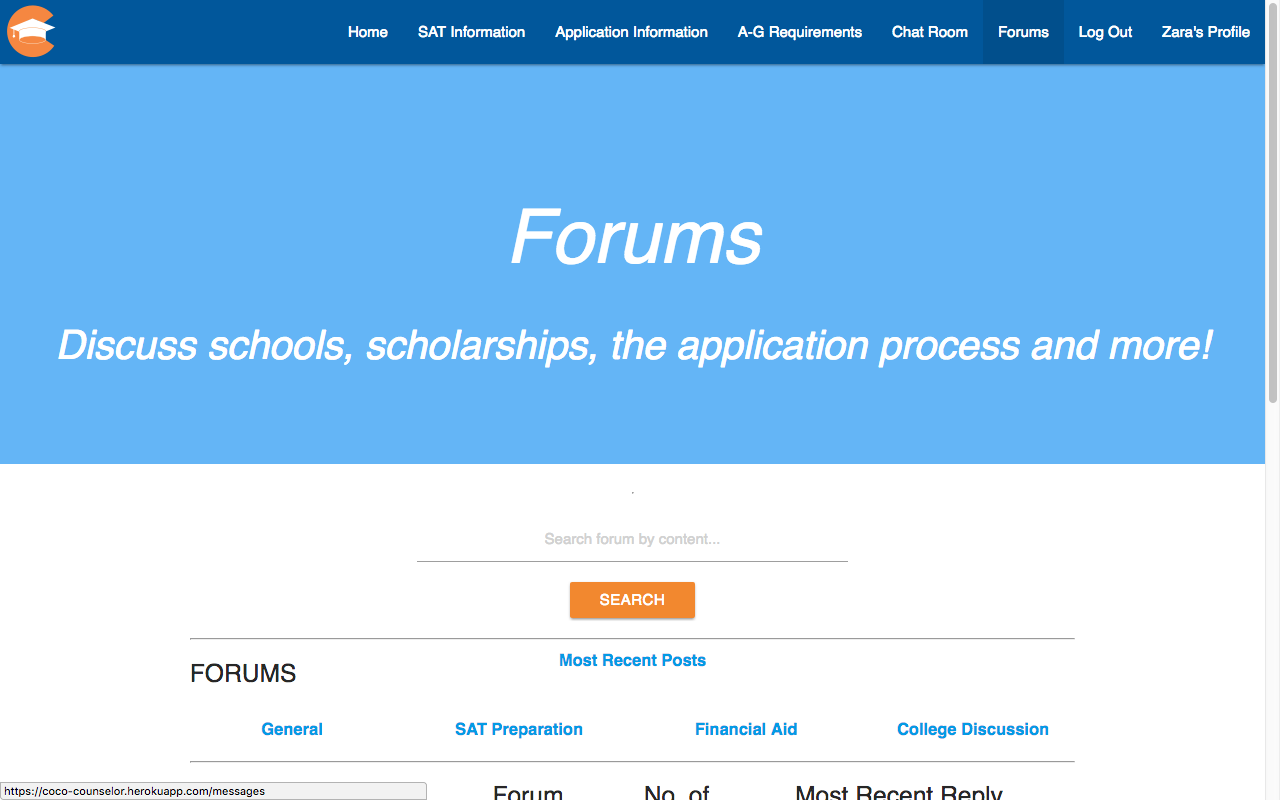 Home SAT Information Application Information A-G Requirements Chat Room Forums Log Out Zara's Profile
Forums
Discuss schools, scholarships, the application process and more!
.
Search forum by content...
SEARCH
Most Recent Posts
FORUMS
General SAT Preparation Financial Aid College Discussion
Forum No. of Most Recent Reply
https://coco-counselor.herokuapp.com/messages